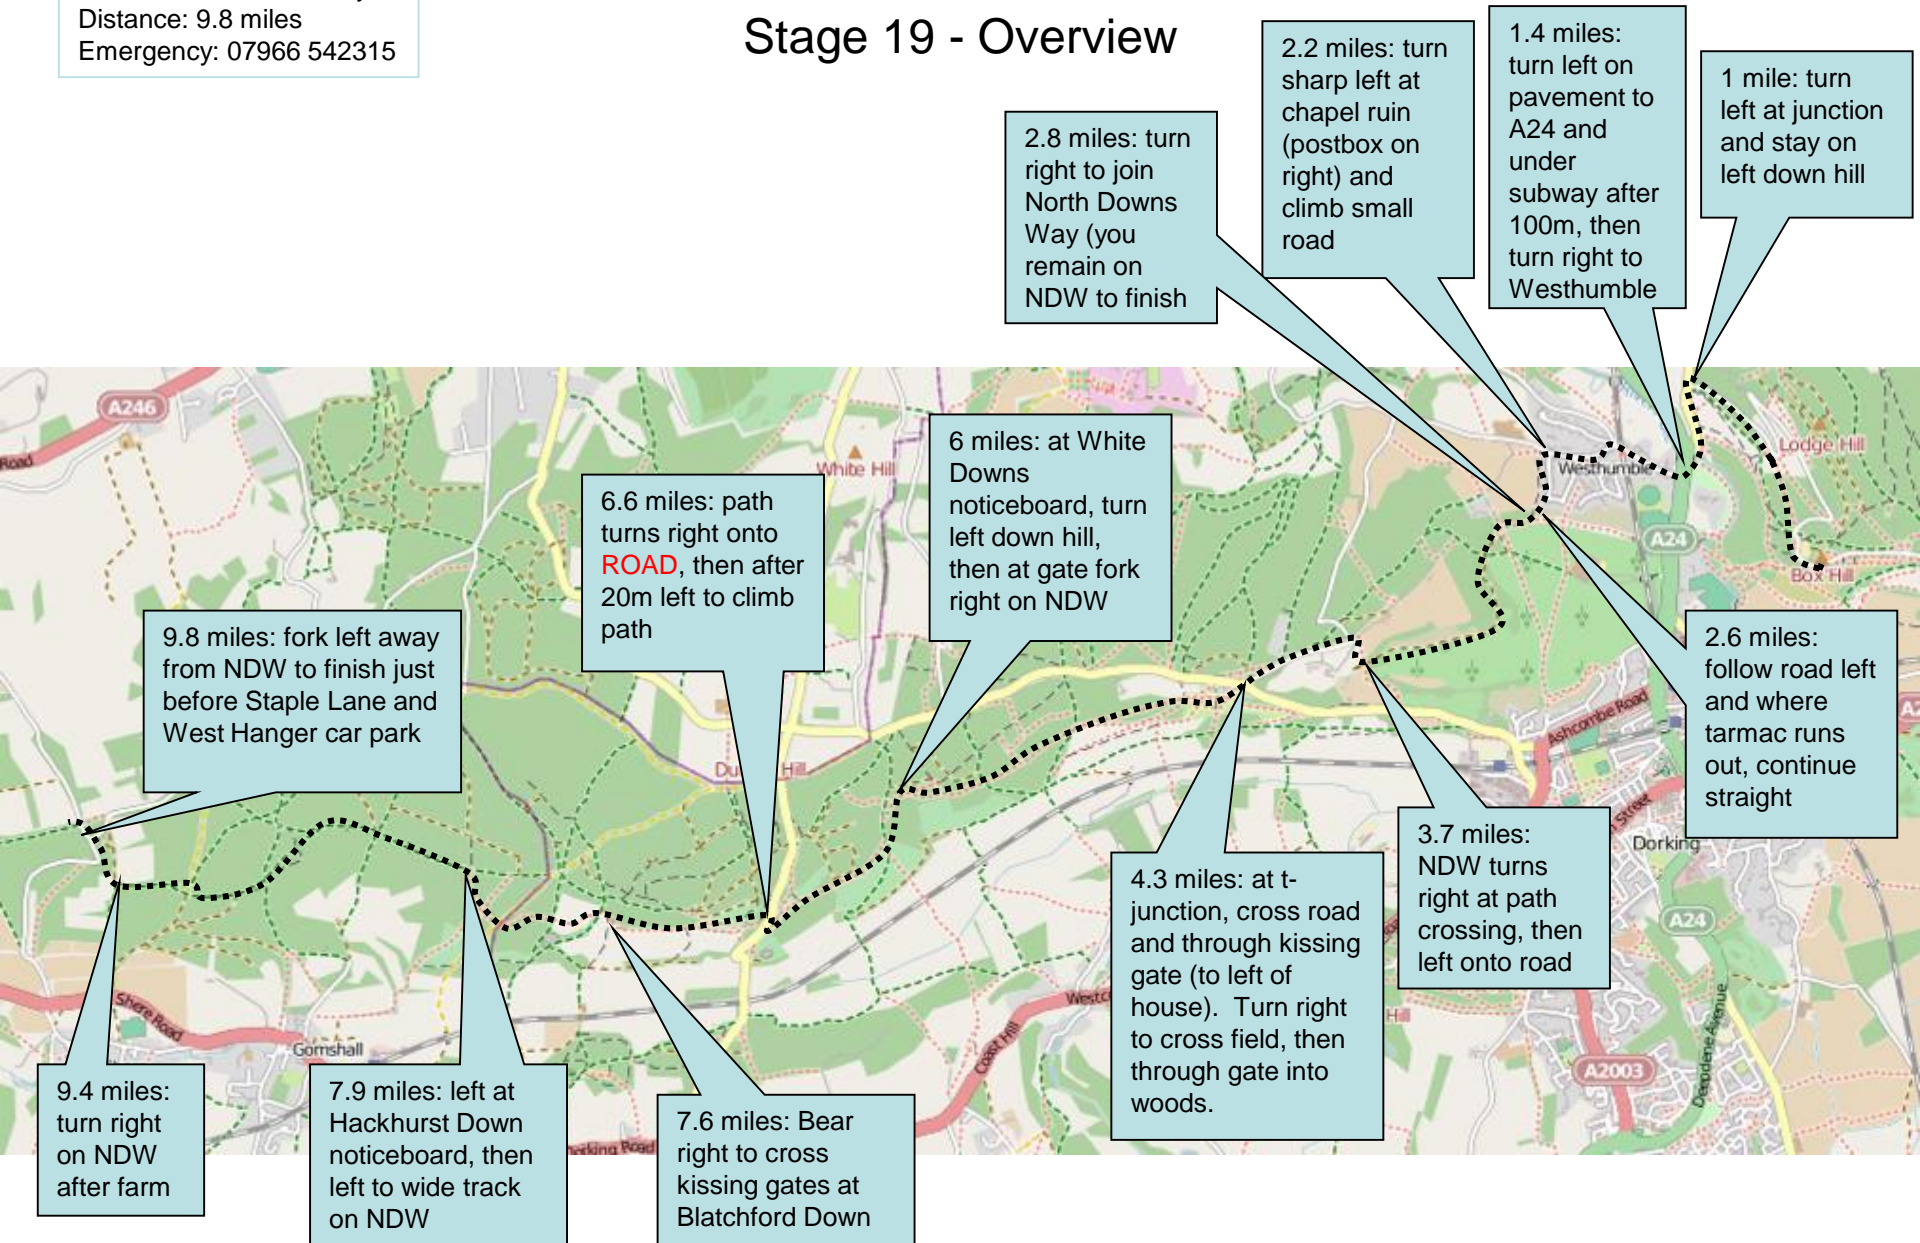 Distance: 9.8 miles
Emergency: 07966 542315
Stage 19 - Overview
2.8 miles: turn
right to join
North Downs
Way (you
remain on
NDW to finish
2.2 miles: turn
sharp left at
chapel ruin
(postbox on
right) and
climb small
road
1.4 miles:
turn left on
pavement to
A24 and
under
subway after
100m, then
turn right to
Westhumble
1 mile: turn
left at junction
and stay on
left down hill
A246
Road
White Hill
Westhumble
Lodge Hill
A24
Box Hill
6 miles: at White
Downs
noticeboard, turn
left down hill,
then at gate fork
right on NDW
6.6 miles: path
turns right onto
ROAD, then after
20m left to climb
path
9.8 miles: fork left away
from NDW to finish just
before Staple Lane and
West Hanger car park
2.6 miles:
follow road left
and where
tarmac runs
out, continue
straight
Ashcombe Road
Hill
Dorking
4.3 miles: at t-
junction, cross road
and through kissing
gate (to left of
house).  Turn right
to cross field, then
through gate into
woods.
3.7 miles:
NDW turns
right at path
crossing, then
left onto road
Street
A24
Hill
Shere Road
Gomshall
Coast Hill
A2003
Deepdene Avenue
9.4 miles:
turn right
on NDW
after farm
7.9 miles: left at
Hackhurst Down
noticeboard, then
left to wide track
on NDW
7.6 miles: Bear
right to cross
kissing gates at
Blatchford Down